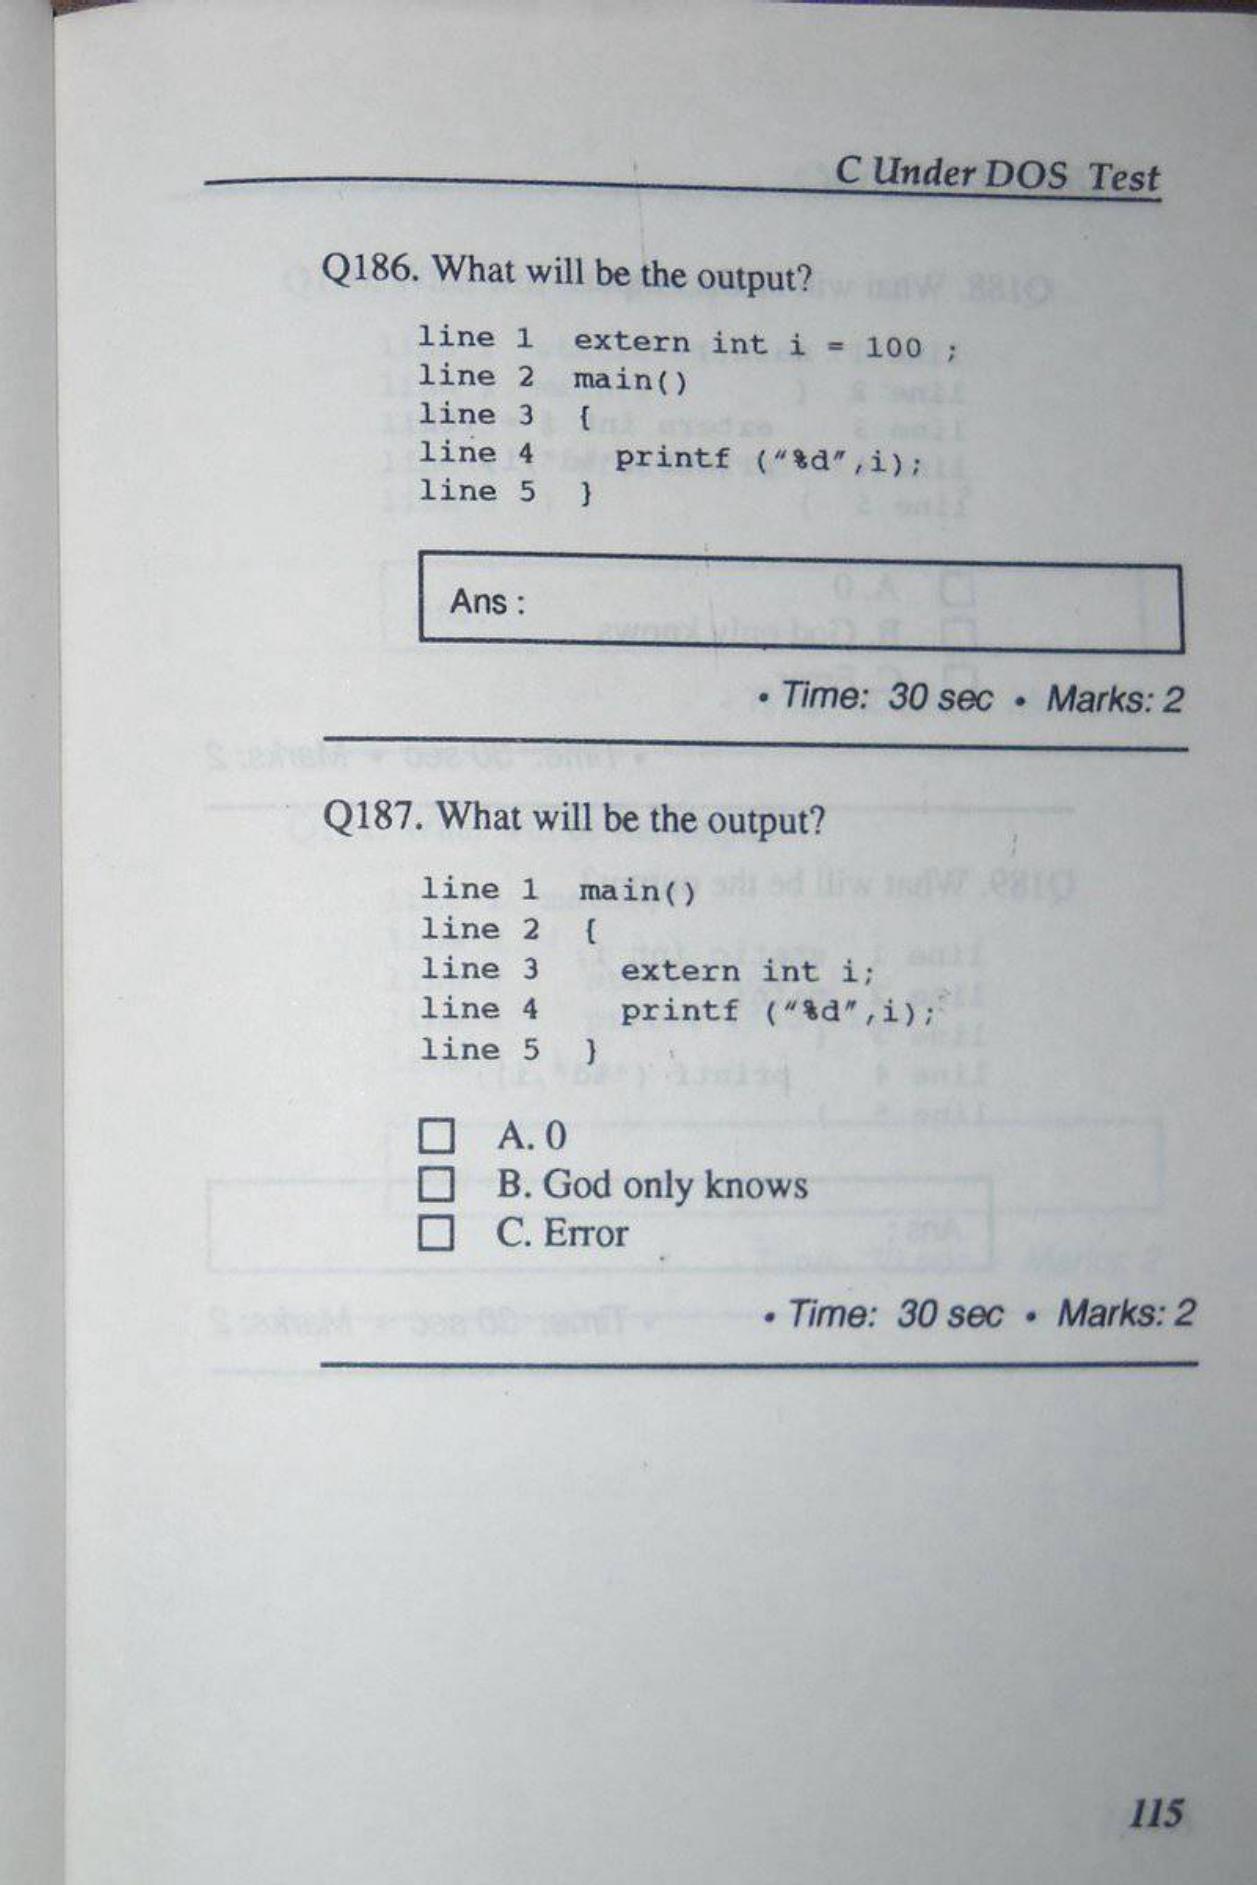 C Under DOS Test
Q186. What will be the output?
line 1 extern int i = 100 ;
line 2 main()
line 3 {
line 4 printf ("%d",i);
line 5 }
Ans :
• Time: 30 sec • Marks: 2
Q187. What will be the output?
line 1 main()
line 2 {
line 3 extern int i;
line 4 printf ("%d",i);
line 5 }
A. 0
B. God only knows
C. Error
• Time: 30 sec • Marks: 2
115